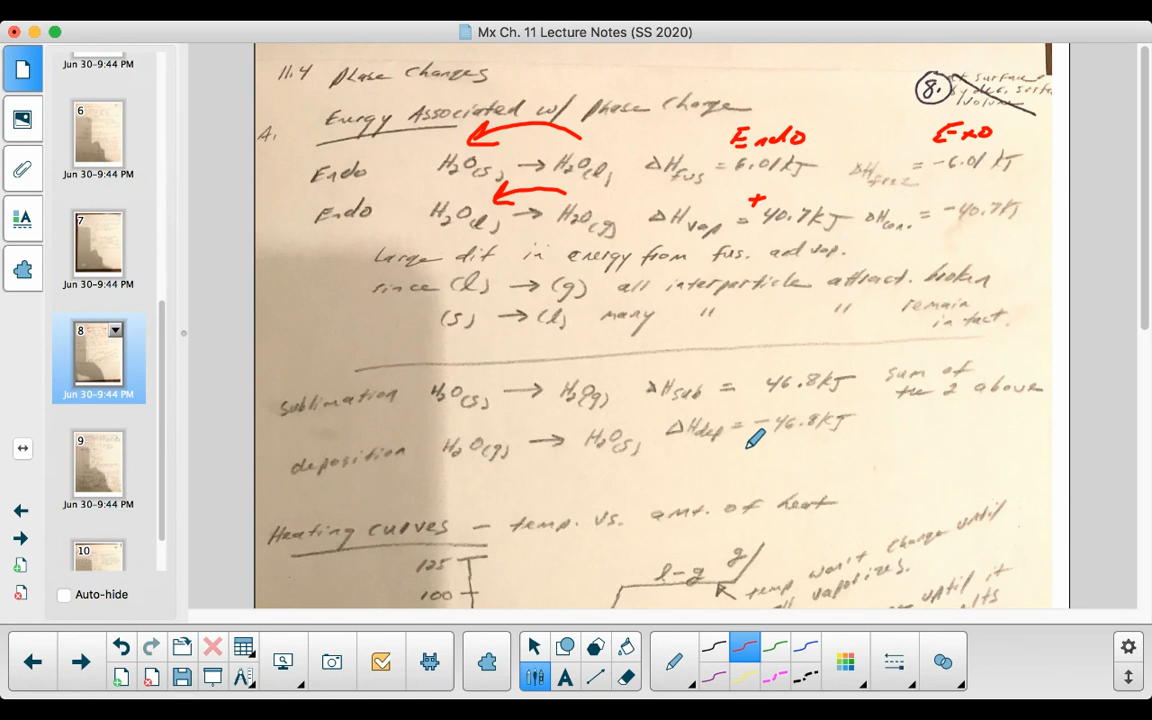 Mx Ch. 11 Lecture Notes (SS 2020)
Jun 30-9:44 PM
6
Jun 30-9:44 PM
7
Jun 30-9:44 PM
8
Jun 30-9:44 PM
9
Jun 30-9:44 PM
10
Auto-hide
11.4 Phase Changes
8.
surface
Volume
A. Energy Associated w/ Phase Change
Endo Exo
Endo H₂O(s) → H₂O(l) ΔHfus = 6.01 kJ ΔHfreez = -6.01 kJ
+
Endo H₂O(l) → H₂O(g) ΔHvap = 40.7 kJ ΔHcon. = -40.7 kJ
Large dif in energy from fus. and vap.
since (l) → (g) all interparticle attract. broken
(s) → (l) many " " remain
in tact.
sublimation H₂O(s) → H₂O(g) ΔHsub = 46.8 kJ sum of
the 2 above
deposition H₂O(g) → H₂O(s) ΔHdep = -46.8 kJ
Heating curves - temp. vs. amt. of heat
125
100
l-g
g
temp won't change until
vaporizes.
until it